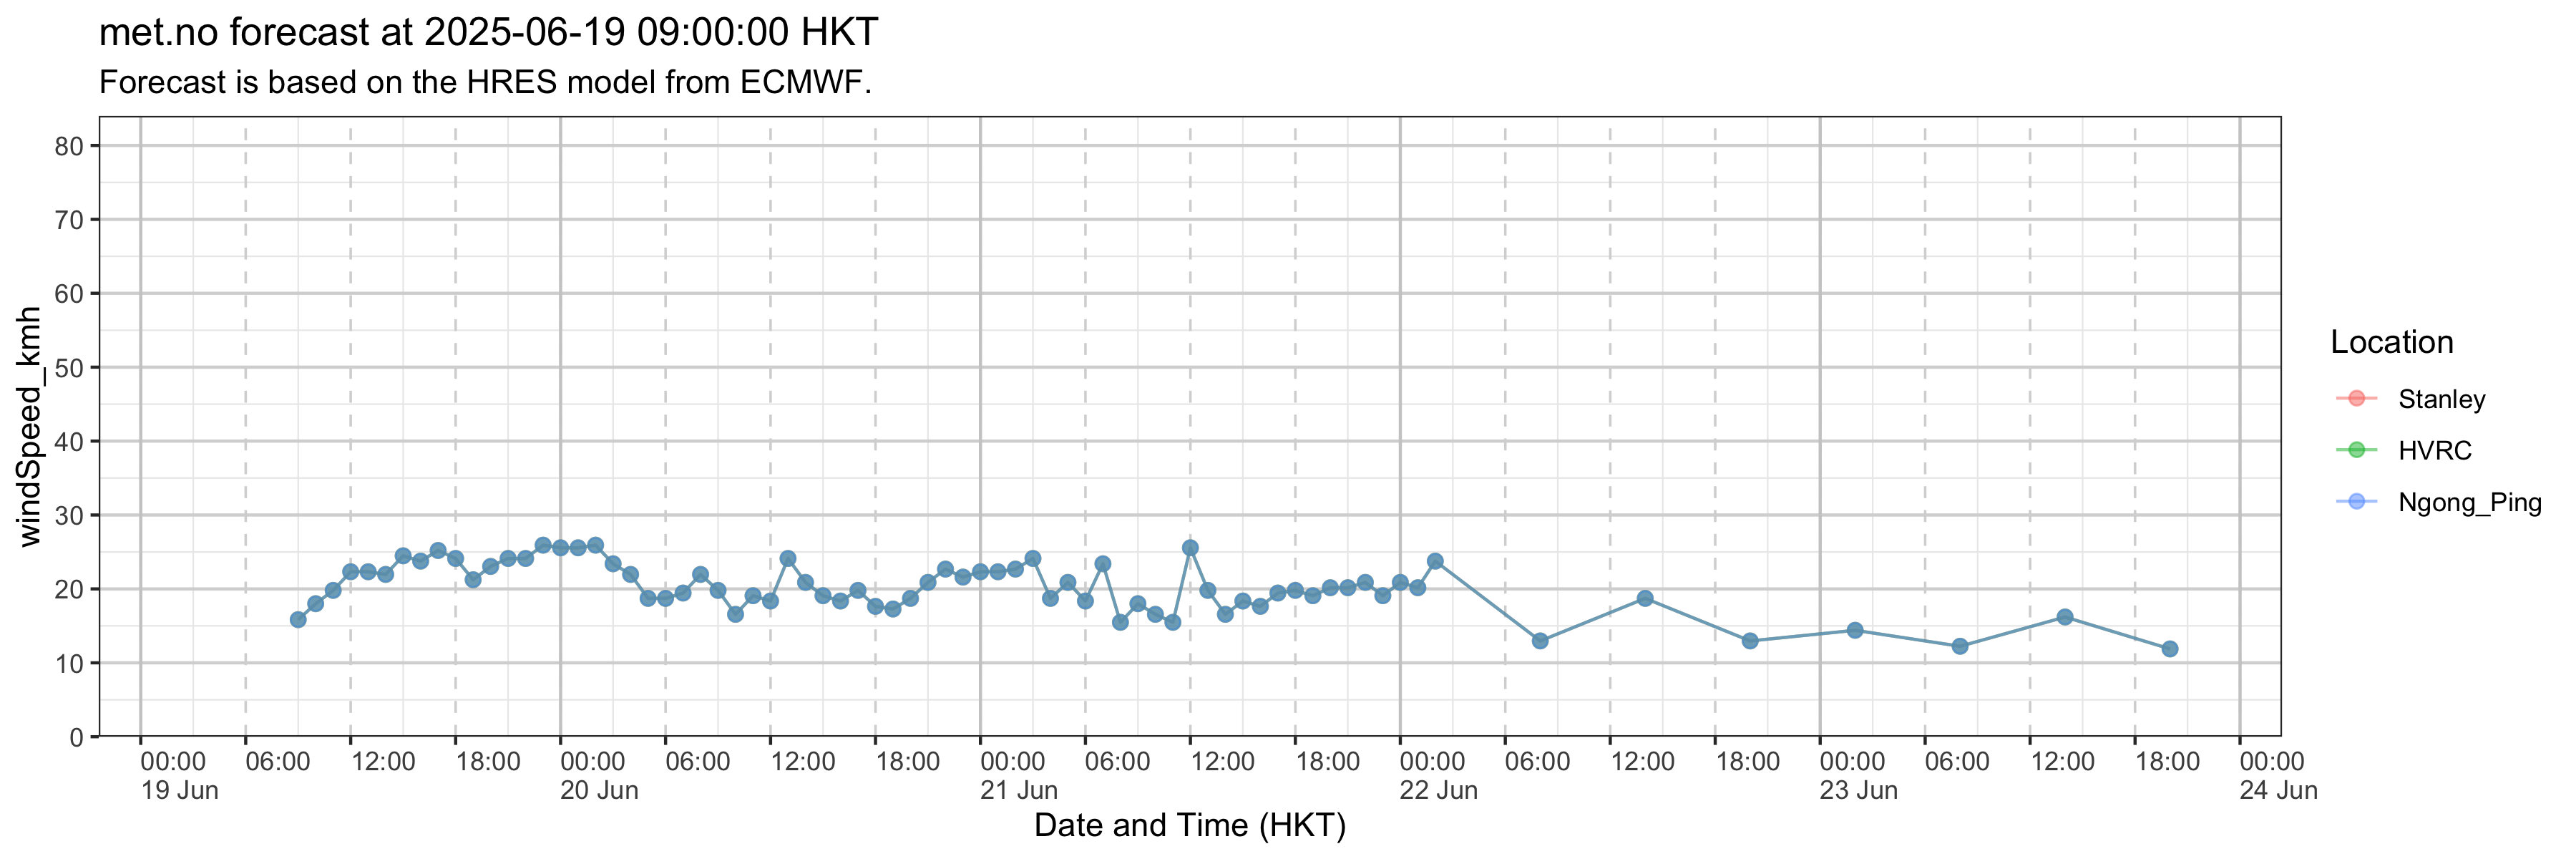 met.no forecast at 2025-06-19 09:00:00 HKT
Forecast is based on the HRES model from ECMWF.
windSpeed_kmh
80
70
60
50
40
30
20
10
0
00:00 06:00 12:00 18:00 00:00 06:00 12:00 18:00 00:00 06:00 12:00 18:00 00:00 06:00 12:00 18:00 00:00 06:00 12:00 18:00 00:00
19 Jun 20 Jun 21 Jun 22 Jun 23 Jun 24 Jun
Date and Time (HKT)
Location
Stanley
HVRC
Ngong_Ping